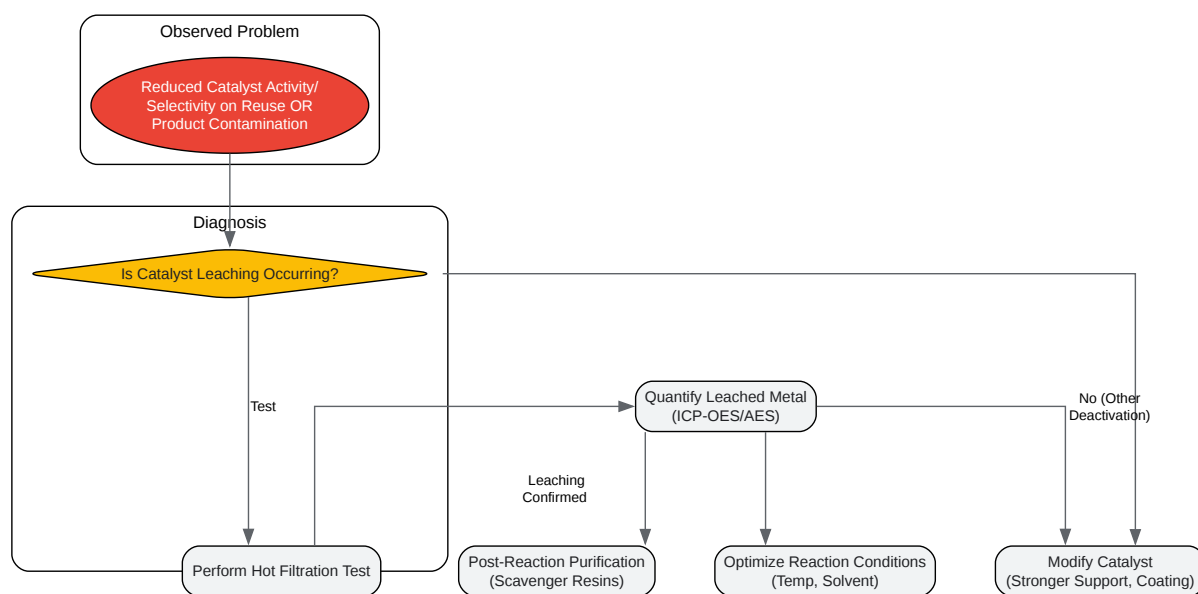 Observed Problem
Reduced Catalyst Activity/
Selectivity on Reuse OR
Product Contamination
Diagnosis
Is Catalyst Leaching Occurring?
Test
Quantify Leached Metal
(ICP-OES/AES)
No (Other
Deactivation)
Leaching
Confirmed
Perform Hot Filtration Test
Post-Reaction Purification
(Scavenger Resins)
Optimize Reaction Conditions
(Temp, Solvent)
Modify Catalyst
(Stronger Support, Coating)